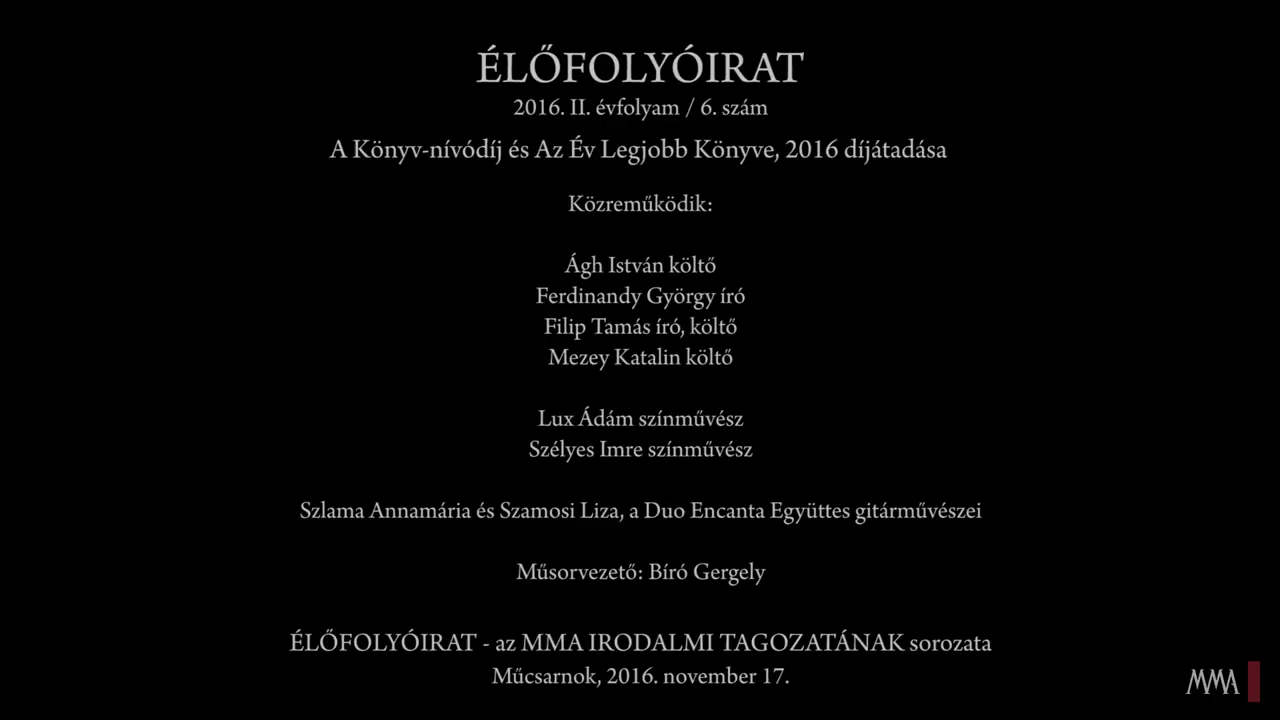 ÉLŐFOLYÓIRAT
2016. II. évfolyam / 6. szám
A Könyv-nívódíj és Az Év Legjobb Könyve, 2016 díjátadása
Közreműködik:
Ágh István költő
Ferdinandy György író
Filip Tamás író, költő
Mezey Katalin költő
Lux Ádám színművész
Szélyes Imre színművész
Szlama Annamária és Szamosi Liza, a Duo Encanta Együttes gitárművészei
Műsorvezető: Bíró Gergely
ÉLŐFOLYÓIRAT - az MMA IRODALMI TAGOZATÁNAK sorozata
Műcsarnok, 2016. november 17.
MMA